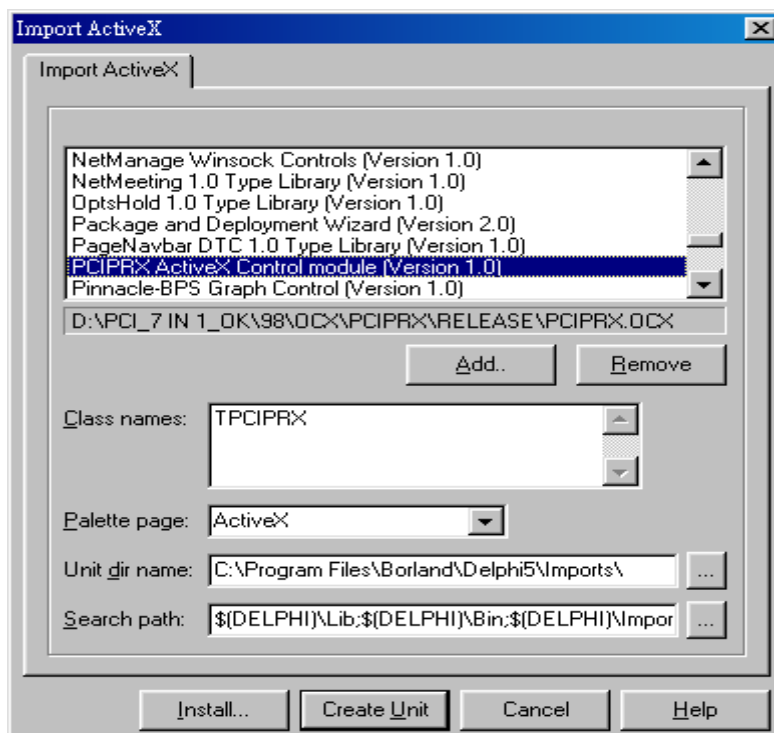 Import ActiveX
Import ActiveX
NetManage Winsock Controls (Version 1.0)
NetMeeting 1.0 Type Library (Version 1.0)
OptsHold 1.0 Type Library (Version 1.0)
Package and Deployment Wizard (Version 2.0)
PageNavbar DTC 1.0 Type Library (Version 1.0)
PCIPRX ActiveX Control module (Version 1.0)
Pinnacle-BPS Graph Control (Version 1.0)
D:\PCI_7 IN 1_OK\98\OCX\PCIPRX\RELEASE\PCIPRX.OCX
Add.. Remove
Class names: TPCIPRX
Palette page: ActiveX
Unit dir name: C:\Program Files\Borland\Delphi5\Imports\ ...
Search path: $(DELPHI)\Lib;$(DELPHI)\Bin;$(DELPHI)\Impor ...
Install... Create Unit Cancel Help